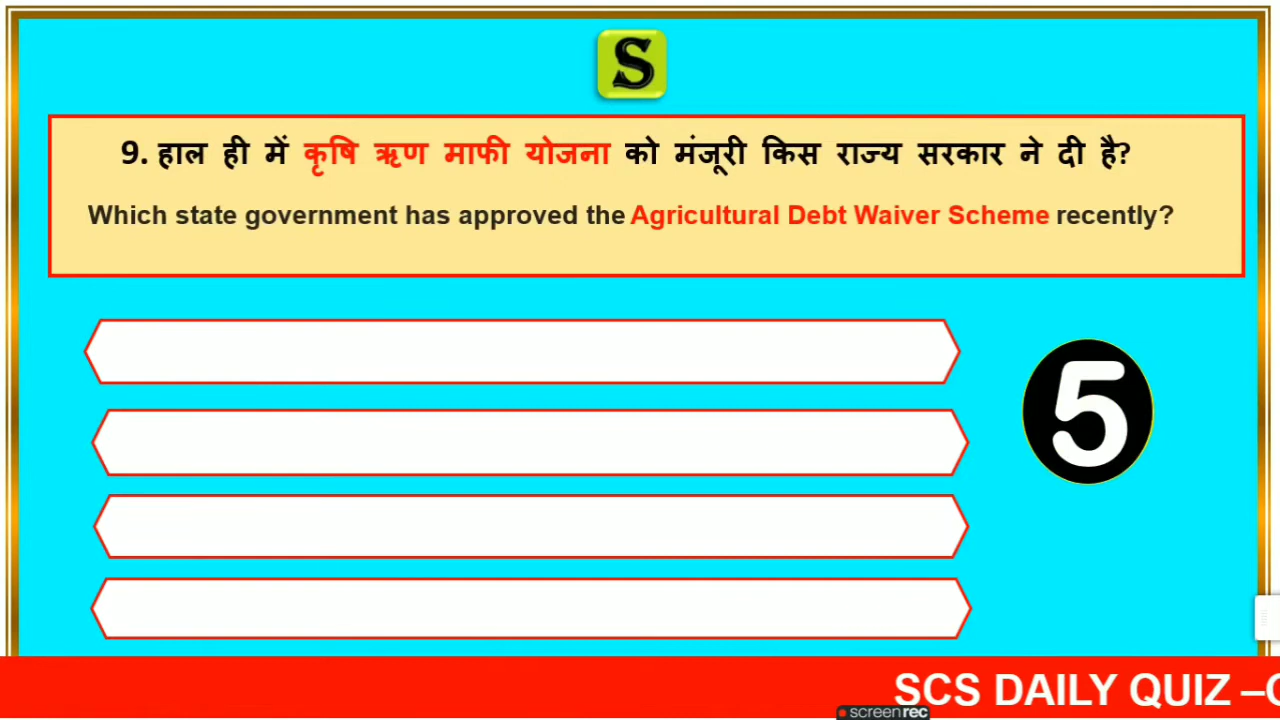 S
9. हाल ही में कृषि ऋण माफी योजना को मंजूरी किस राज्य सरकार ने दी है?
Which state government has approved the Agricultural Debt Waiver Scheme recently?
5
SCS DAILY QUIZ –
screenrec